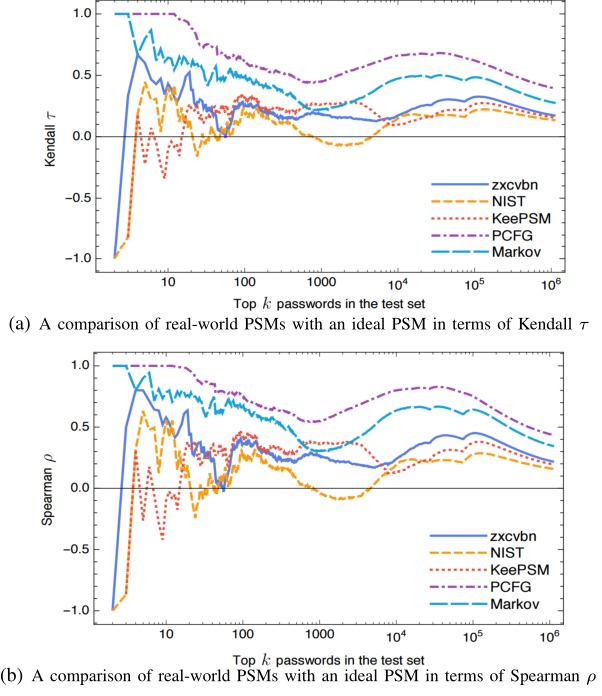 1.0
0.5
0.0
−0.5
−1.0
Kendall τ
zxcvbn
NIST
KeePSM
PCFG
Markov
10
100
1000
10⁴
10⁵
10⁶
Top k passwords in the test set
(a) A comparison of real-world PSMs with an ideal PSM in terms of Kendall τ
1.0
0.5
0.0
−0.5
−1.0
Spearman ρ
zxcvbn
NIST
KeePSM
PCFG
Markov
10
100
1000
10⁴
10⁵
10⁶
Top k passwords in the test set
(b) A comparison of real-world PSMs with an ideal PSM in terms of Spearman ρ